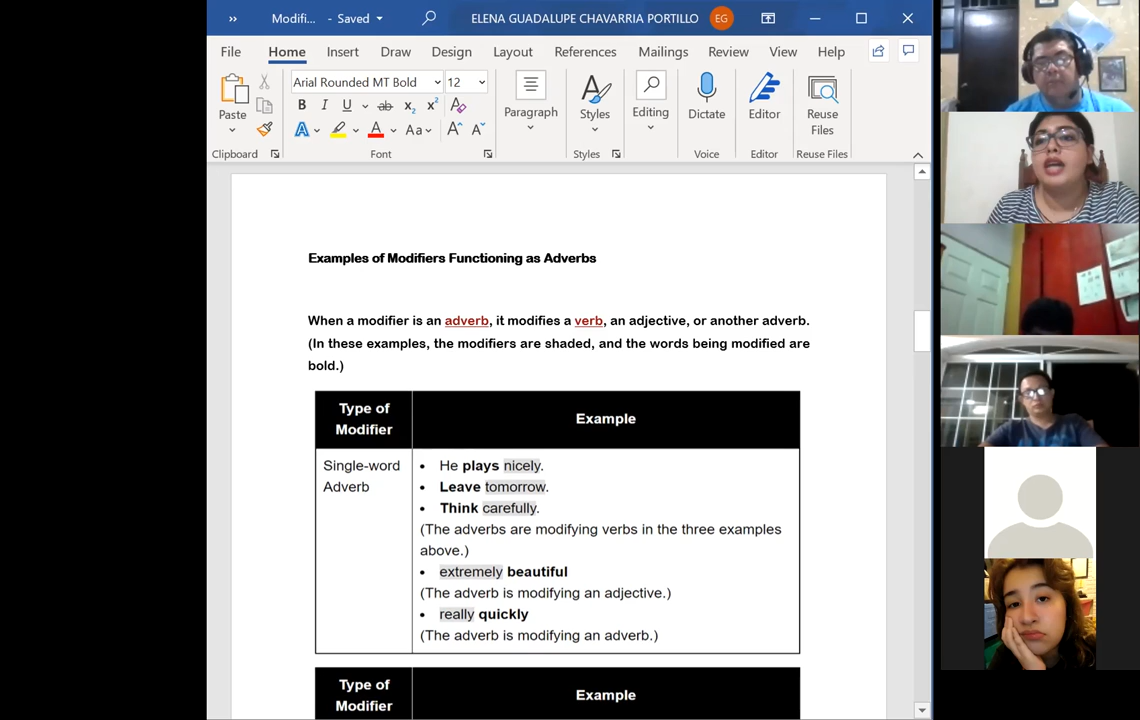 Modifi... - Saved
ELENA GUADALUPE CHAVARRIA PORTILLO EG
File Home Insert Draw Design Layout References Mailings Review View Help
Arial Rounded MT Bold 12
Paste
B I U ab x₂ x²
A A Aa A A
Paragraph
Styles
Editing
Dictate
Editor
Reuse Files
Clipboard Font Styles Voice Editor Reuse Files
Examples of Modifiers Functioning as Adverbs
When a modifier is an adverb, it modifies a verb, an adjective, or another adverb.
(In these examples, the modifiers are shaded, and the words being modified are
bold.)
Type of Modifier
Example
Single-word Adverb
• He plays nicely.
• Leave tomorrow.
• Think carefully.
(The adverbs are modifying verbs in the three examples
above.)
• extremely beautiful
(The adverb is modifying an adjective.)
• really quickly
(The adverb is modifying an adverb.)
Type of Modifier
Example